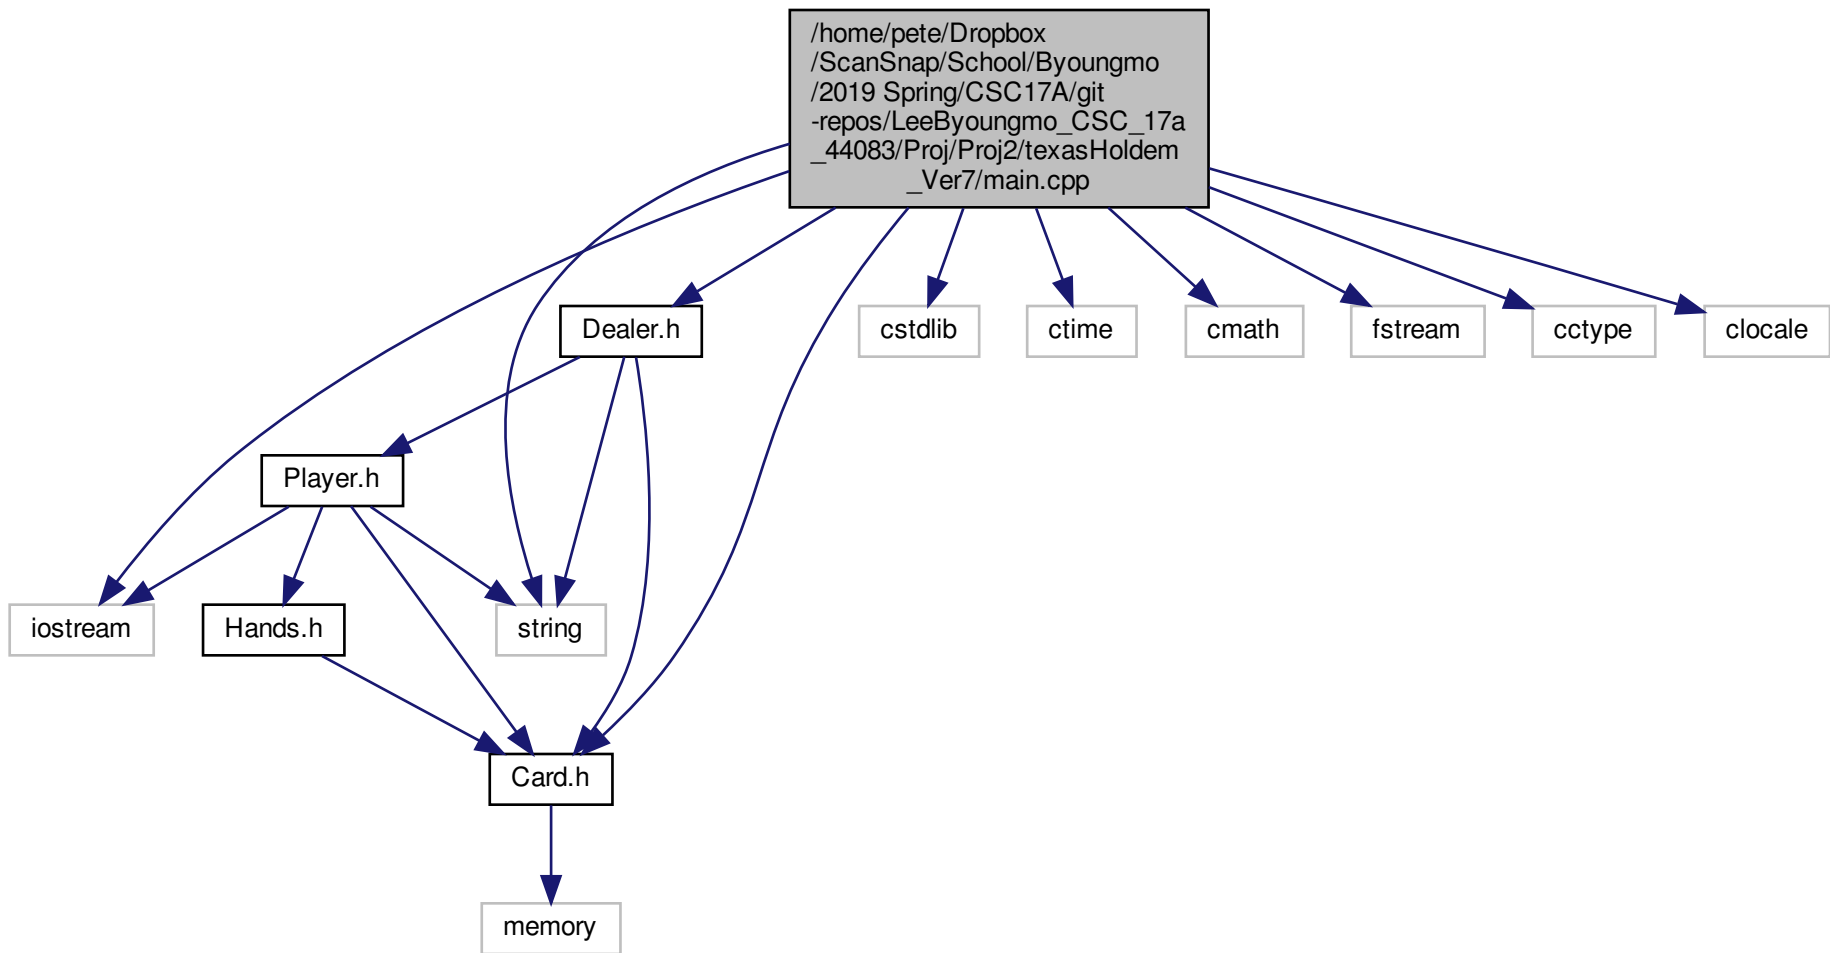 /home/pete/Dropbox
/ScanSnap/School/Byoungmo
/2019 Spring/CSC17A/git
-repos/LeeByoungmo_CSC_17a
_44083/Proj/Proj2/texasHoldem
_Ver7/main.cpp
Dealer.h
cstdlib
ctime
cmath
fstream
cctype
clocale
Player.h
iostream
Hands.h
string
Card.h
memory